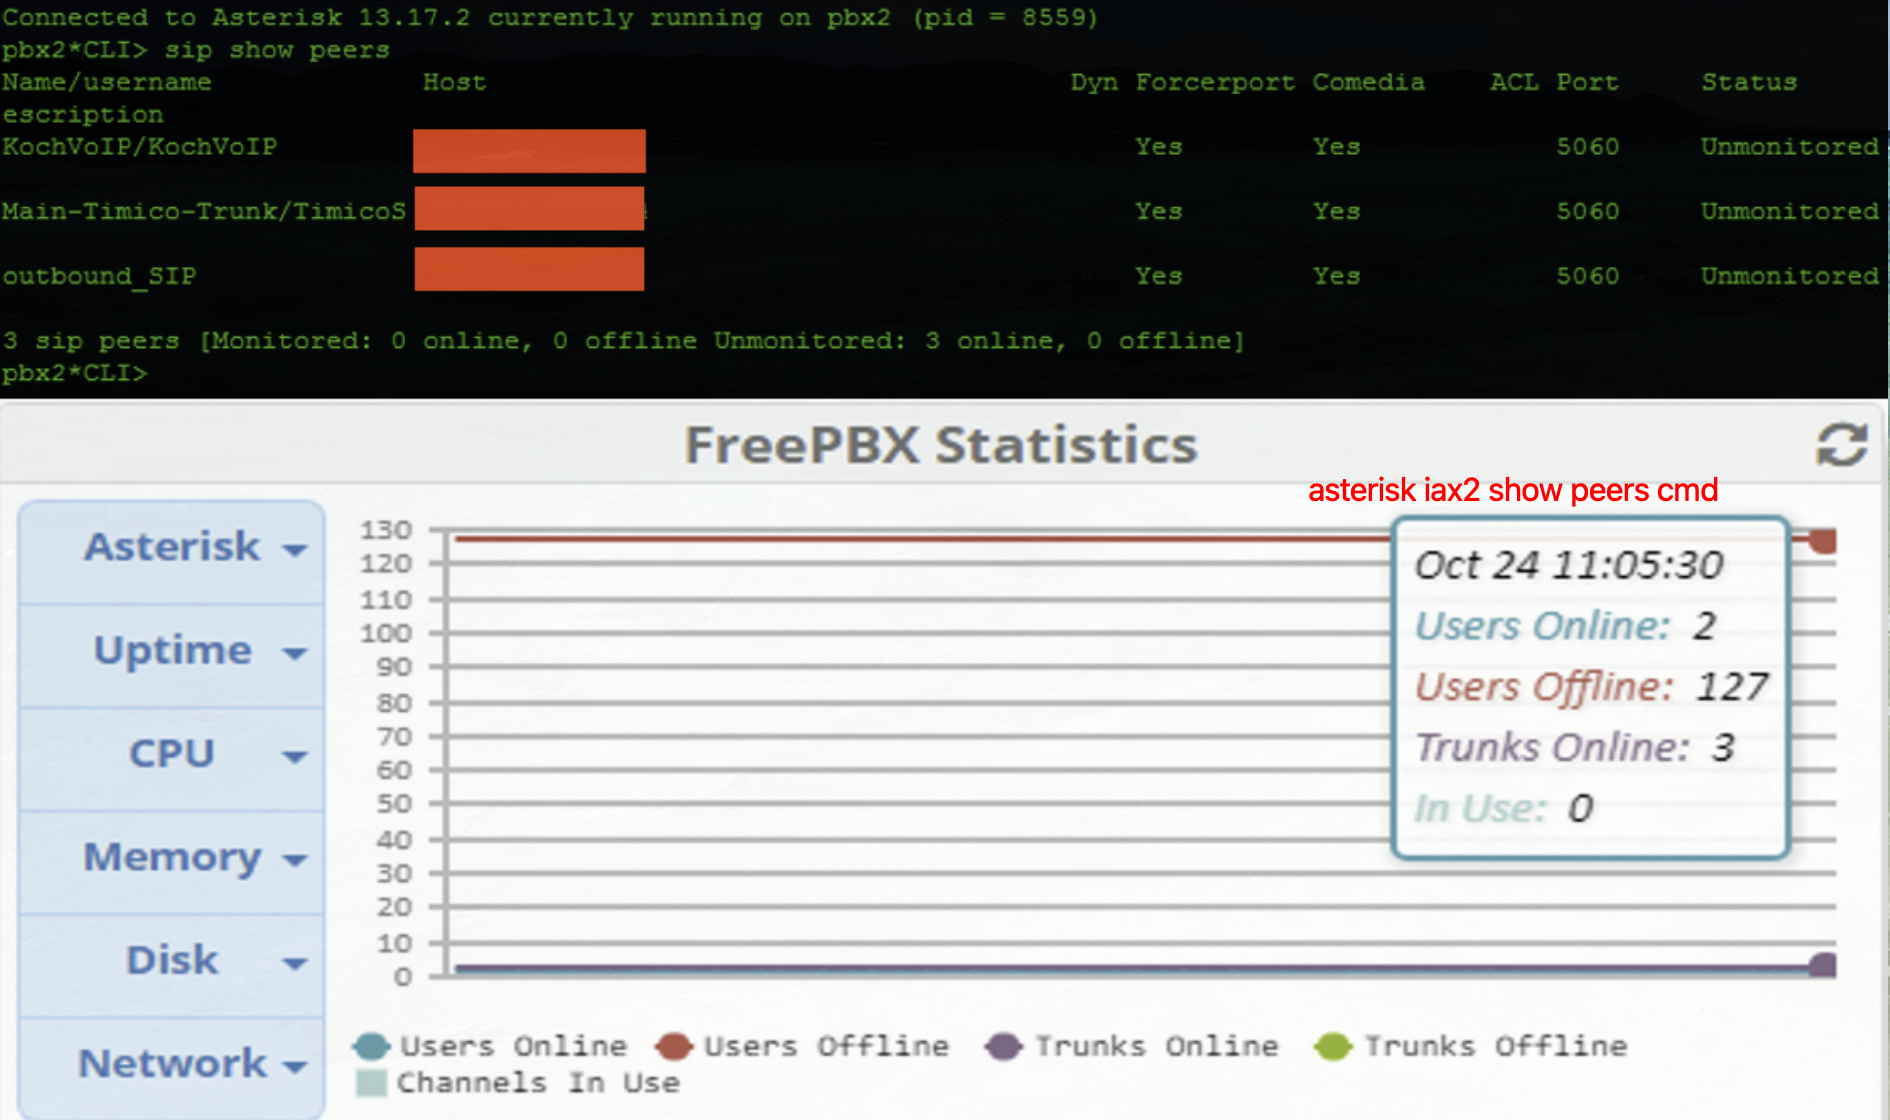 Connected to Asterisk 13.17.2 currently running on pbx2 (pid = 8559)
pbx2*CLI> sip show peers
Name/username Host Dyn Forcerport Comedia ACL Port Status
escription
KochVoIP/KochVoIP Yes Yes 5060 Unmonitored
Main-Timico-Trunk/TimicoS Yes Yes 5060 Unmonitored
outbound_SIP Yes Yes 5060 Unmonitored
3 sip peers [Monitored: 0 online, 0 offline Unmonitored: 3 online, 0 offline]
pbx2*CLI>
FreePBX Statistics
asterisk iax2 show peers cmd
Asterisk
Uptime
CPU
Memory
Disk
Network
130
120
110
100
90
80
70
60
50
40
30
20
10
0
Oct 24 11:05:30
Users Online: 2
Users Offline: 127
Trunks Online: 3
In Use: 0
Users Online Users Offline Trunks Online Trunks Offline
Channels In Use